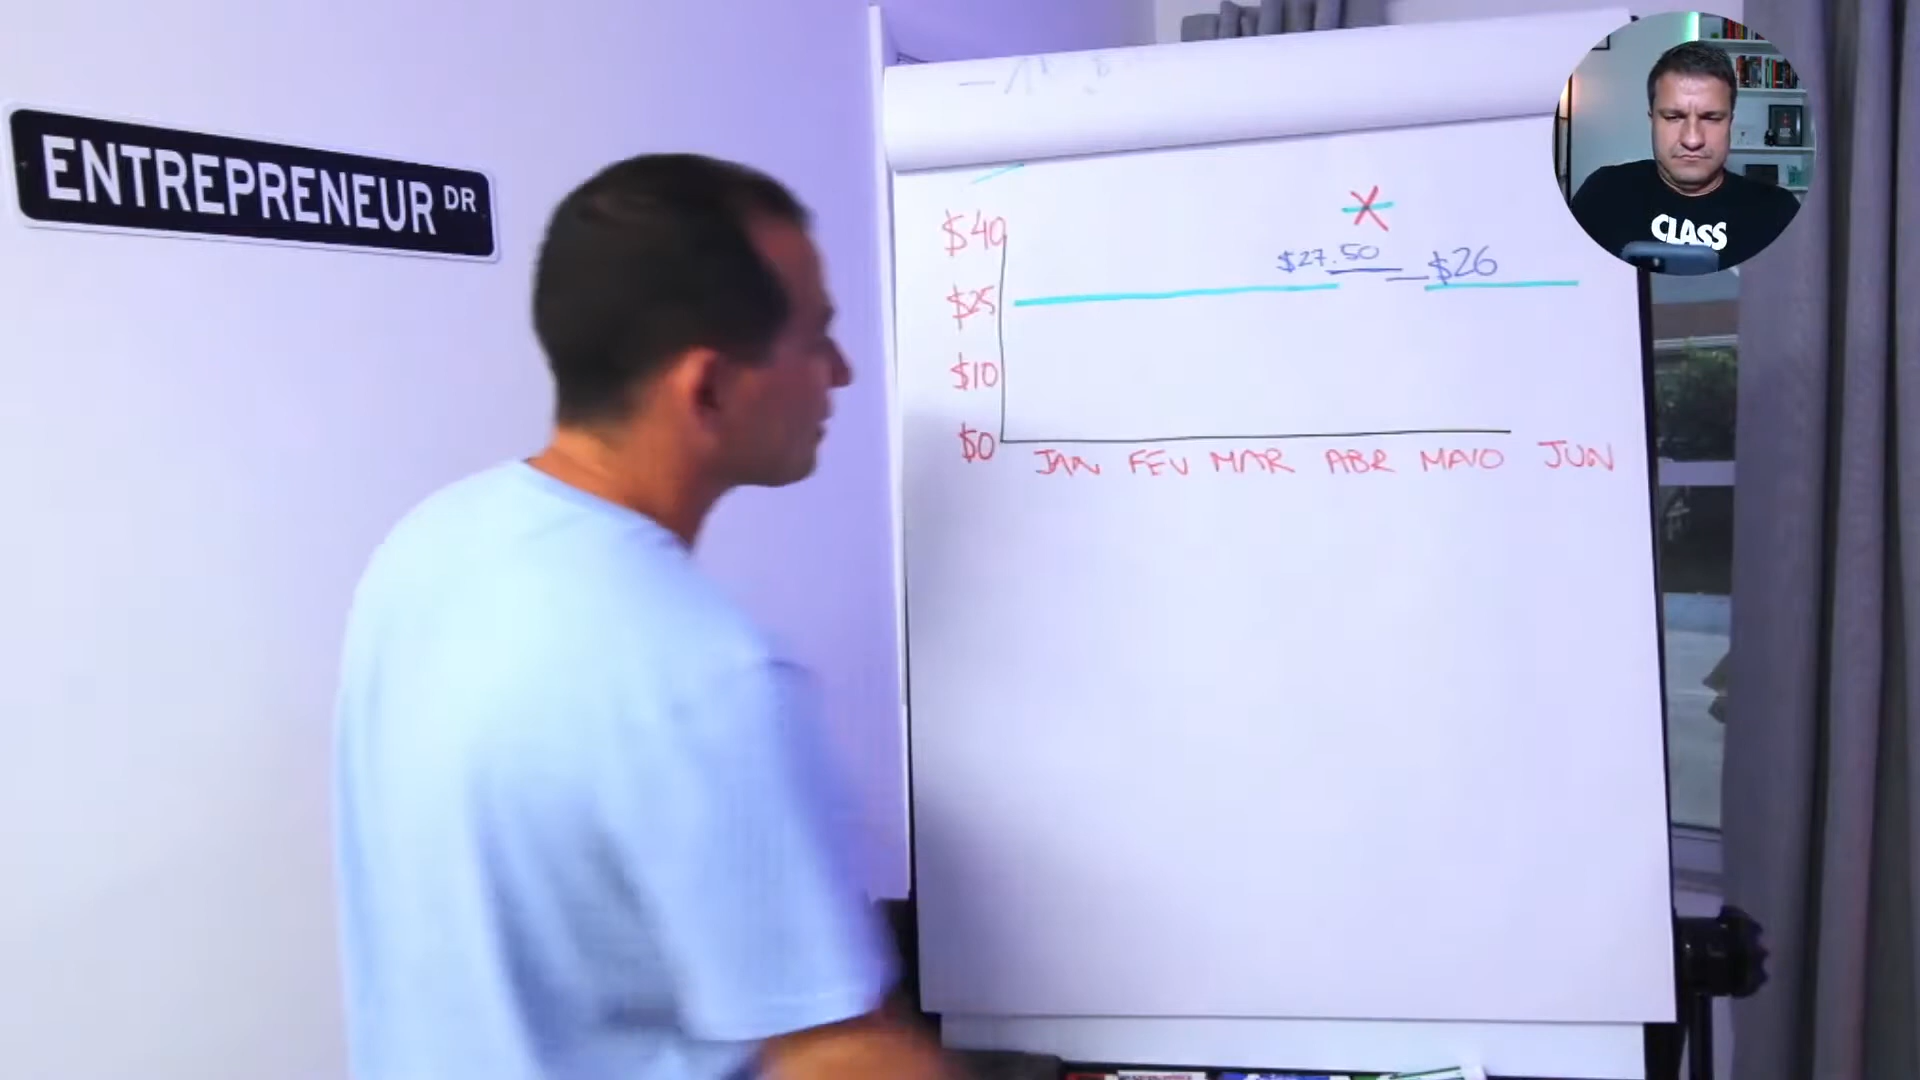 ENTREPRENEUR DR
CLASS
X
$27.50
$26
$40
$25
$10
$0
JAN FEV MAR ABR MAIO JUN